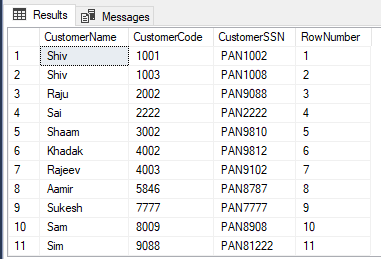 Results Messages
CustomerName CustomerCode CustomerSSN RowNumber
1 Shiv 1001 PAN1002 1
2 Shiv 1003 PAN1008 2
3 Raju 2002 PAN9088 3
4 Sai 2222 PAN2222 4
5 Shaam 3002 PAN9810 5
6 Khadak 4002 PAN9812 6
7 Rajeev 4003 PAN9102 7
8 Aamir 5846 PAN8787 8
9 Sukesh 7777 PAN7777 9
10 Sam 8009 PAN8908 10
11 Sim 9088 PAN81222 11